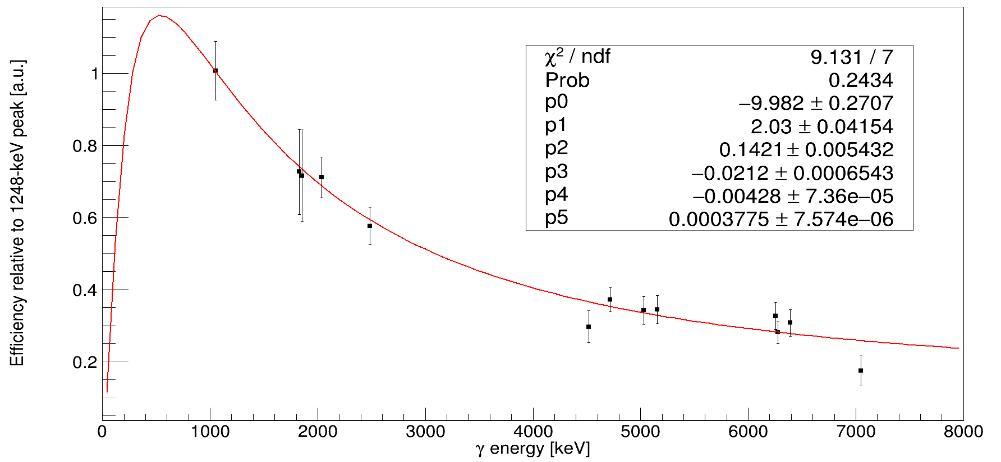 Efficiency relative to 1248-keV peak [a.u.]
1
0.8
0.6
0.4
0.2
χ² / ndf 9.131 / 7
Prob 0.2434
p0 −9.982 ± 0.2707
p1 2.03 ± 0.04154
p2 0.1421 ± 0.005432
p3 −0.0212 ± 0.0006543
p4 −0.00428 ± 7.36e−05
p5 0.0003775 ± 7.574e−06
0 1000 2000 3000 4000 5000 6000 7000 8000
γ energy [keV]